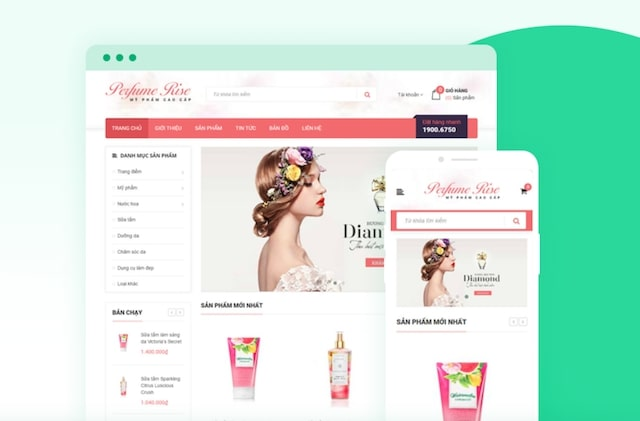 Perfume Rise
MỸ PHẨM CAO CẤP
Từ khóa tìm kiếm
Tài khoản
0
GIỎ HÀNG
(0) Sản phẩm
TRANG CHỦ
GIỚI THIỆU
SẢN PHẨM
TIN TỨC
BẢN ĐỒ
LIÊN HỆ
Đặt hàng nhanh
1900.6750
DANH MỤC SẢN PHẨM
Trang điểm
Mỹ phẩm
Nước hoa
Sữa tắm
Dưỡng da
Chăm sóc da
Dụng cụ làm đẹp
Loại khác
Diam
BÁN CHẠY
Sữa tắm làm sáng
da Victoria's Secret
1.400.000₫
Sữa tắm Sparkling
Citrus Luscious
Crush
1.040.000₫
SẢN PHẨM MỚI NHẤT
Perfume Rise
MỸ PHẨM CAO CẤP
0
Từ khóa tìm kiếm
Diamond
SẢN PHẨM MỚI NHẤT